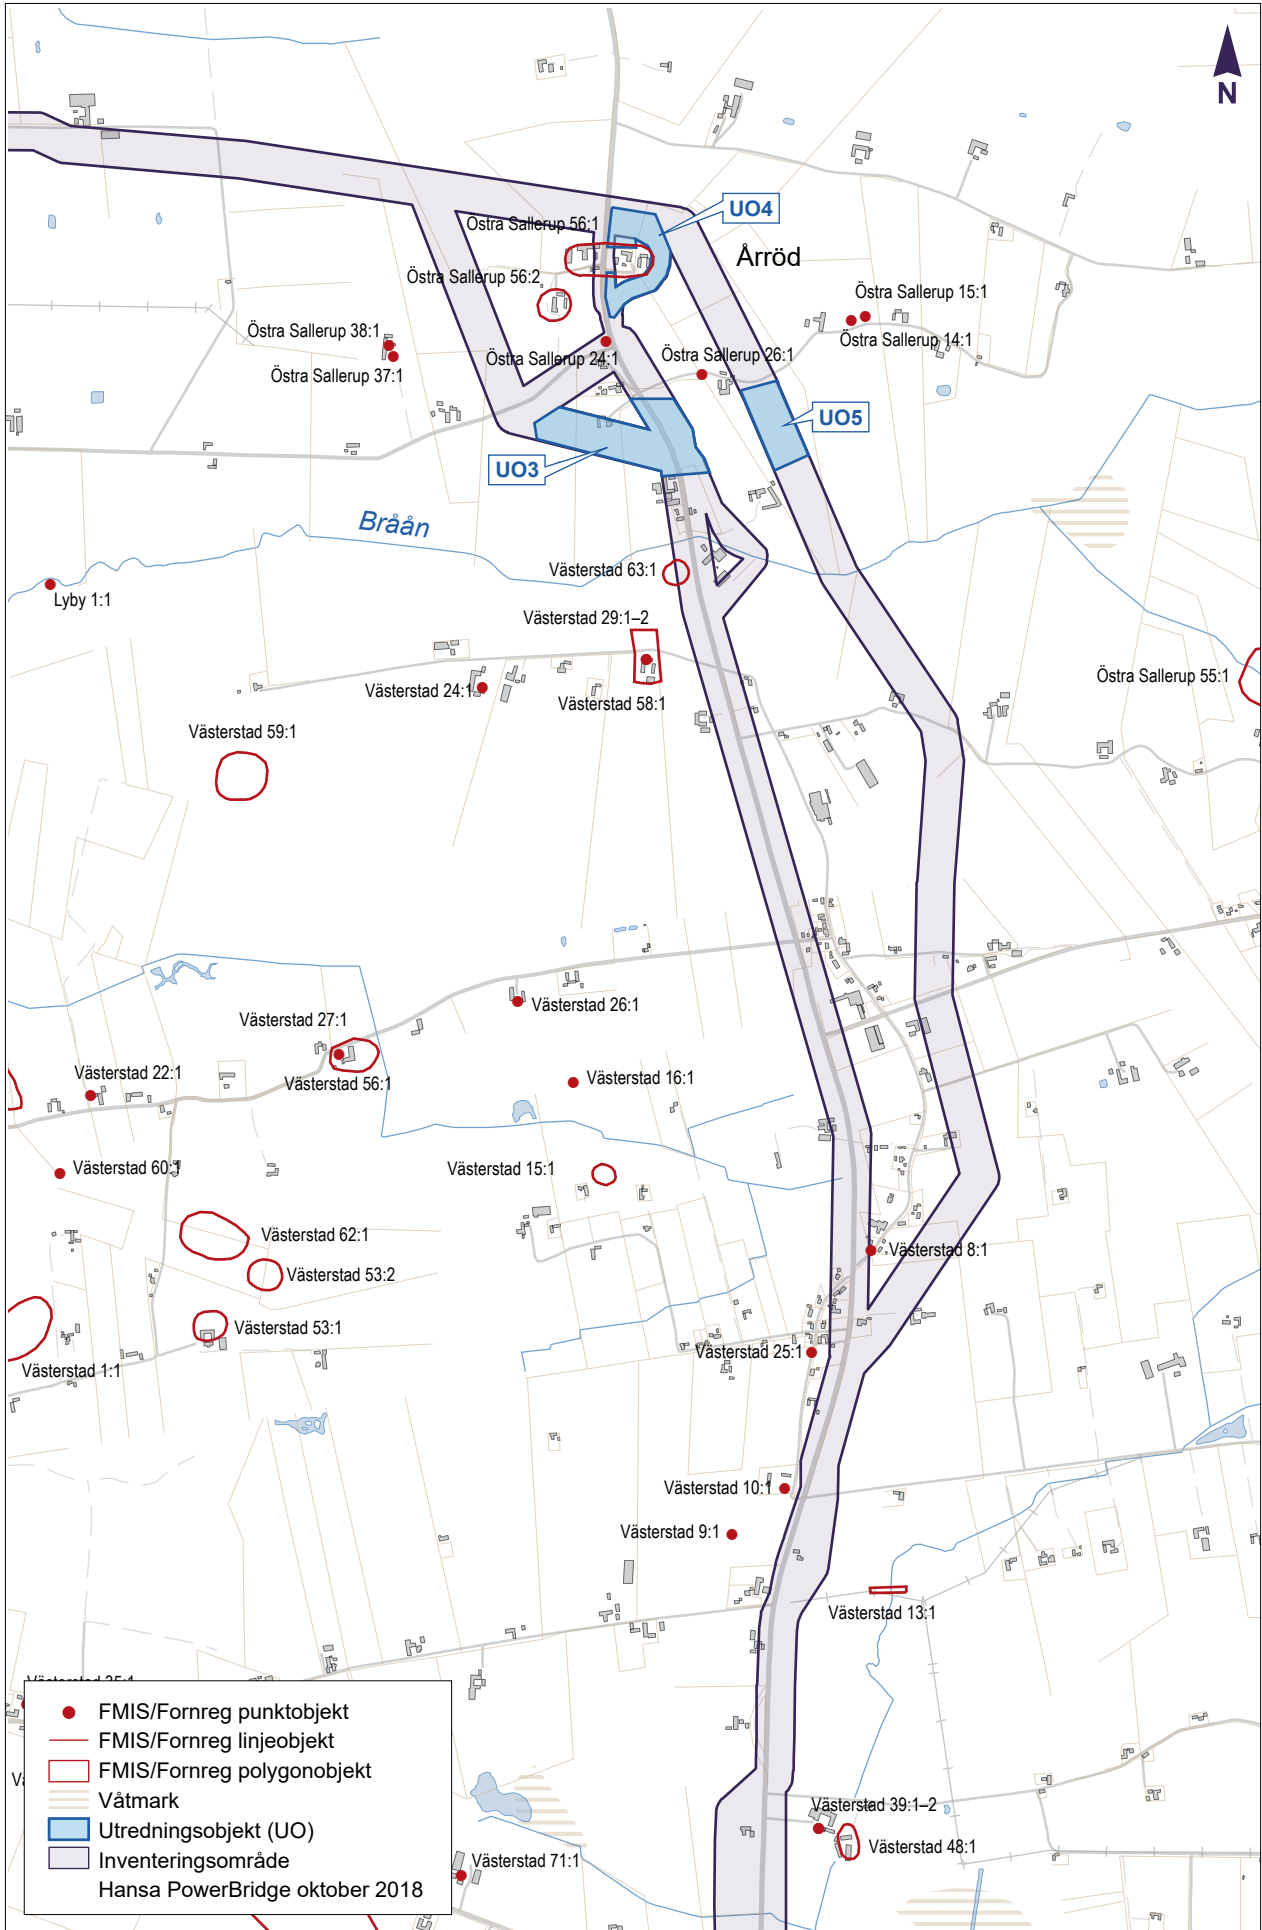 N
UO4
Östra Sallerup 56:1
Årröd
Östra Sallerup 56:2
Östra Sallerup 15:1
Östra Sallerup 38:1
Östra Sallerup 14:1
Östra Sallerup 24:1
Östra Sallerup 26:1
Östra Sallerup 37:1
UO5
UO3
Bråån
Västerstad 63:1
Lyby 1:1
Västerstad 29:1–2
Östra Sallerup 55:1
Västerstad 24:1
Västerstad 58:1
Västerstad 59:1
Västerstad 26:1
Västerstad 27:1
Västerstad 22:1
Västerstad 56:1
Västerstad 16:1
Västerstad 60:1
Västerstad 15:1
Västerstad 62:1
Västerstad 8:1
Västerstad 53:2
Västerstad 53:1
Västerstad 25:1
Västerstad 1:1
Västerstad 10:1
Västerstad 9:1
Västerstad 13:1
Västerstad 39:1–2
Västerstad 48:1
Västerstad 71:1
FMIS/Fornreg punktobjekt
FMIS/Fornreg linjeobjekt
FMIS/Fornreg polygonobjekt
Våtmark
Utredningsobjekt (UO)
Inventeringsområde
Hansa PowerBridge oktober 2018